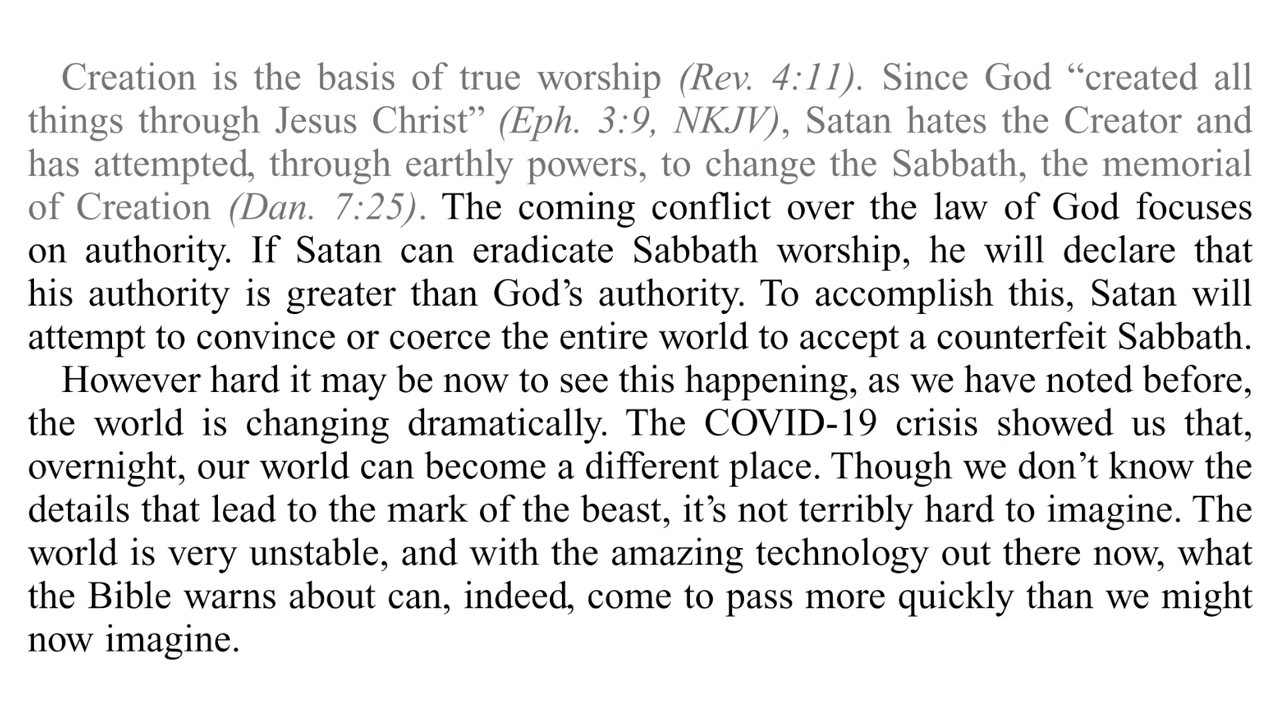 Creation is the basis of true worship (Rev. 4:11). Since God “created all
things through Jesus Christ” (Eph. 3:9, NKJV), Satan hates the Creator and
has attempted, through earthly powers, to change the Sabbath, the memorial
of Creation (Dan. 7:25). The coming conflict over the law of God focuses
on authority. If Satan can eradicate Sabbath worship, he will declare that
his authority is greater than God’s authority. To accomplish this, Satan will
attempt to convince or coerce the entire world to accept a counterfeit Sabbath.
However hard it may be now to see this happening, as we have noted before,
the world is changing dramatically. The COVID-19 crisis showed us that,
overnight, our world can become a different place. Though we don’t know the
details that lead to the mark of the beast, it’s not terribly hard to imagine. The
world is very unstable, and with the amazing technology out there now, what
the Bible warns about can, indeed, come to pass more quickly than we might
now imagine.